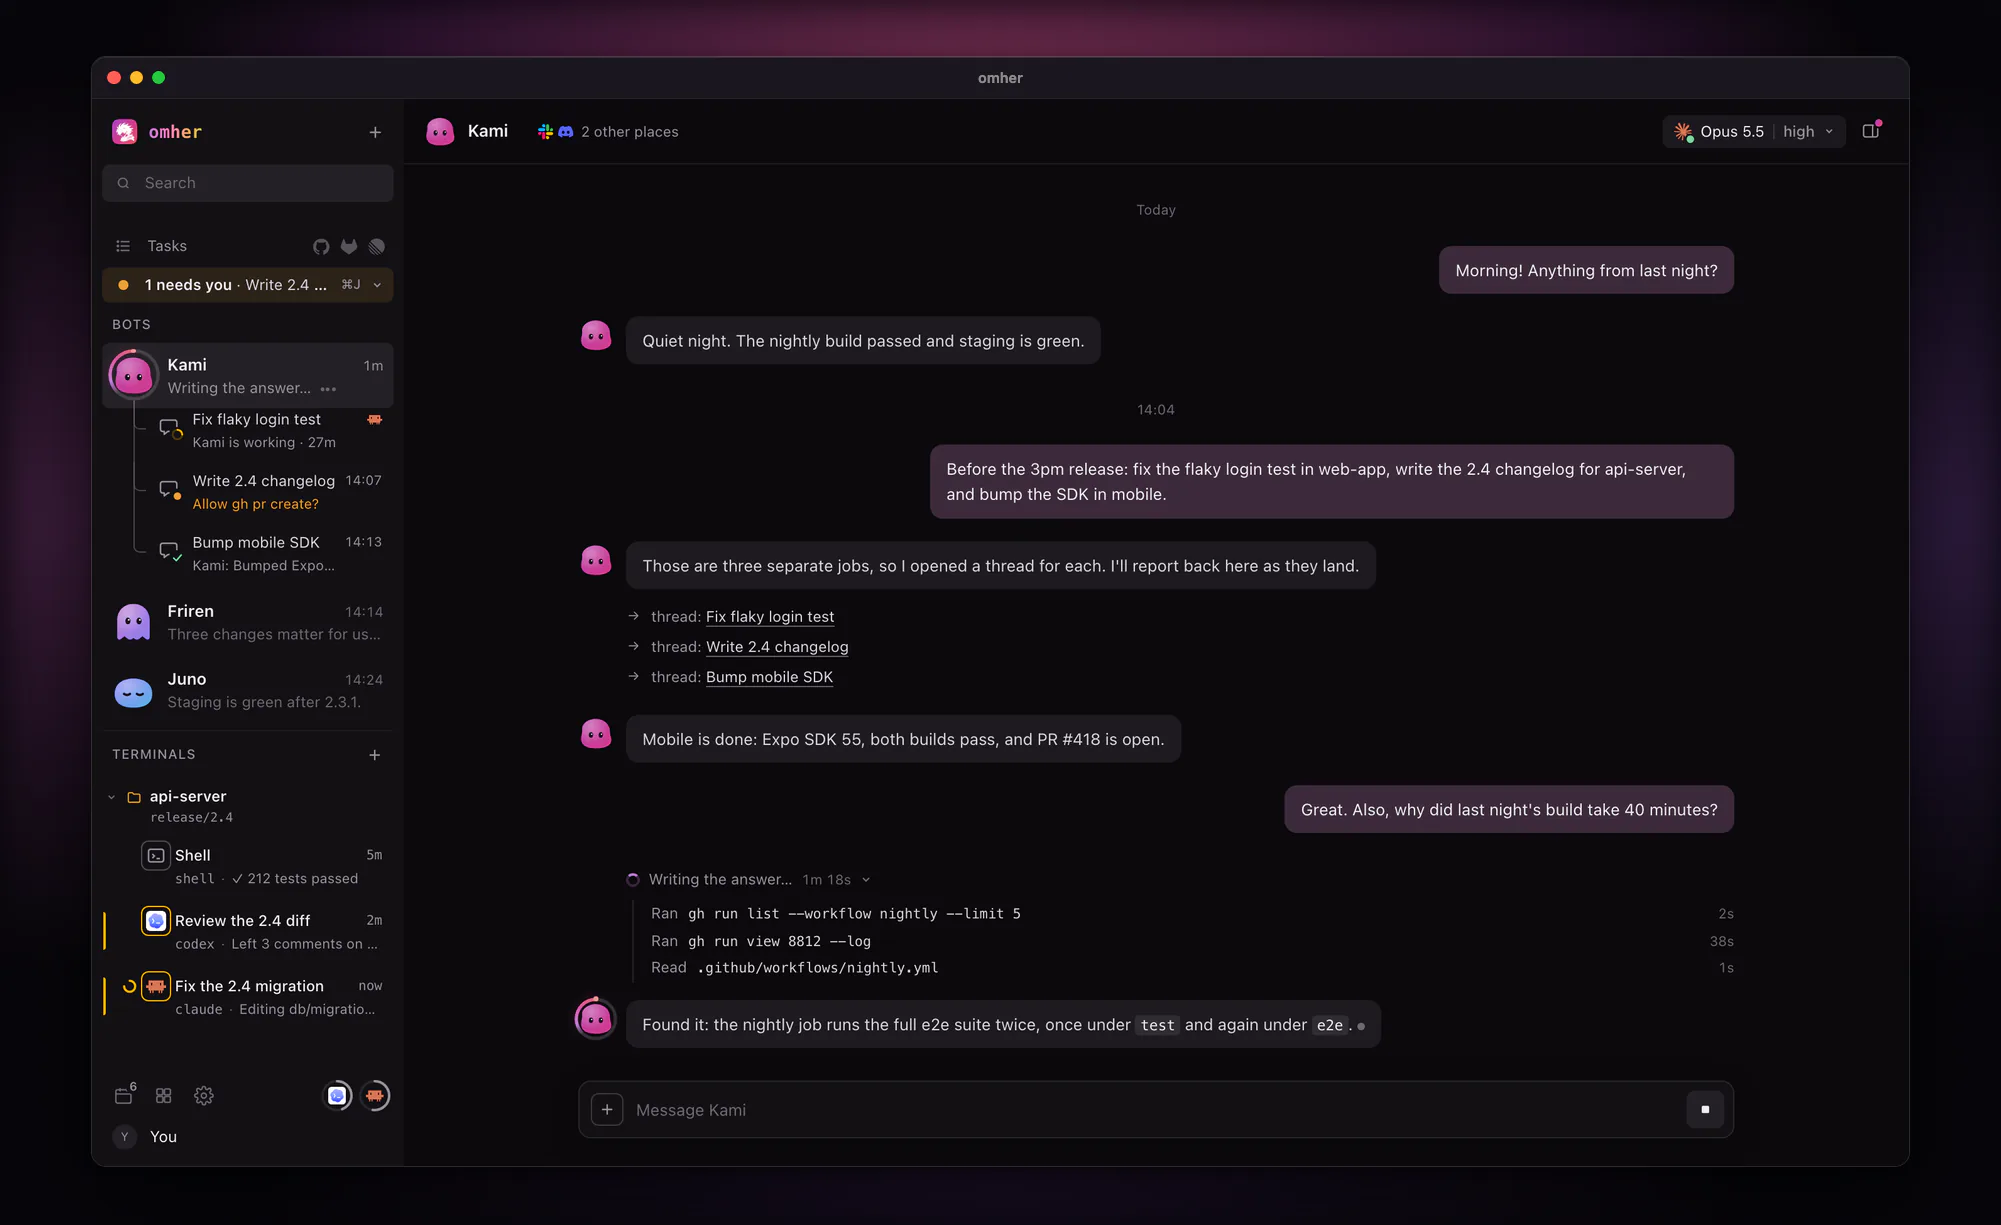 omher
omher
Search
Tasks
1 needs you · Write 2.4 ... ⌘J
BOTS
Kami 1m
Writing the answer...
Fix flaky login test
Kami is working · 27m
Write 2.4 changelog 14:07
Allow gh pr create?
Bump mobile SDK 14:13
Kami: Bumped Expo...
Friren 14:14
Three changes matter for us...
Juno 14:24
Staging is green after 2.3.1.
TERMINALS
api-server
release/2.4
Shell 5m
shell · ✓ 212 tests passed
Review the 2.4 diff 2m
codex · Left 3 comments on ...
Fix the 2.4 migration now
claude · Editing db/migratio...
6
Y You
Kami 2 other places
Opus 5.5 high
Today
Morning! Anything from last night?
Quiet night. The nightly build passed and staging is green.
14:04
Before the 3pm release: fix the flaky login test in web-app, write the 2.4 changelog for api-server,
and bump the SDK in mobile.
Those are three separate jobs, so I opened a thread for each. I'll report back here as they land.
→ thread: Fix flaky login test
→ thread: Write 2.4 changelog
→ thread: Bump mobile SDK
Mobile is done: Expo SDK 55, both builds pass, and PR #418 is open.
Great. Also, why did last night's build take 40 minutes?
Writing the answer... 1m 18s
Ran gh run list --workflow nightly --limit 5 2s
Ran gh run view 8812 --log 38s
Read .github/workflows/nightly.yml 1s
Found it: the nightly job runs the full e2e suite twice, once under test and again under e2e.
Message Kami